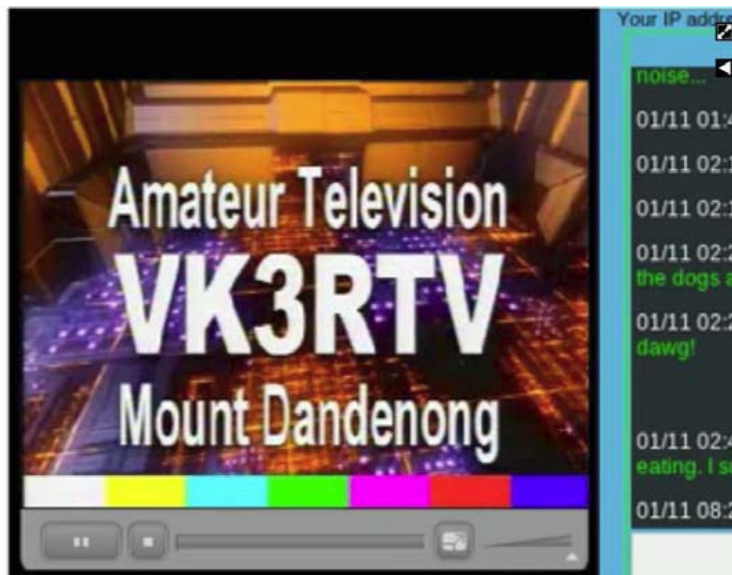 Amateur Television
VK3RTV
Mount Dandenong
Your IP addre
noise...
01/11 01:4
01/11 02:1
01/11 02:1
01/11 02:2
the dogs a
01/11 02:2
dawg!
01/11 02:4
eating. I su
01/11 08:2